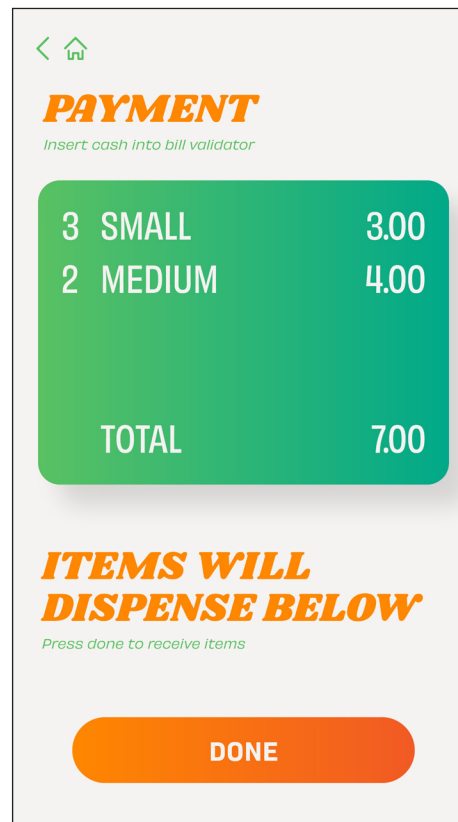 PAYMENT
Insert cash into bill validator
3 SMALL 3.00
2 MEDIUM 4.00
TOTAL 7.00
ITEMS WILL
DISPENSE BELOW
Press done to receive items
DONE